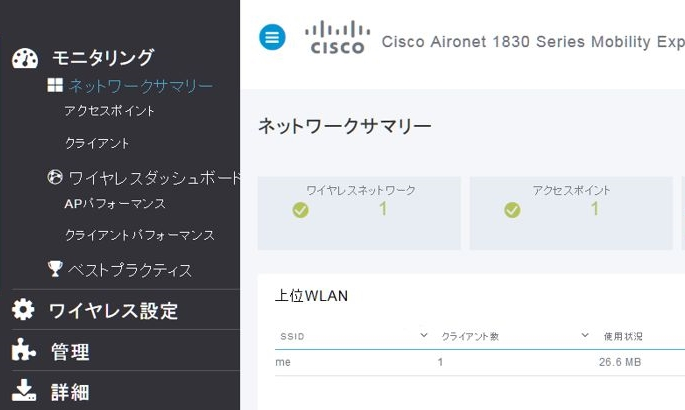 モニタリング
ネットワークサマリー
アクセスポイント
クライアント
ワイヤレスダッシュボード
APパフォーマンス
クライアントパフォーマンス
ベストプラクティス
ワイヤレス設定
管理
詳細
CISCO Cisco Aironet 1830 Series Mobility Exp
ネットワークサマリー
ワイヤレスネットワーク アクセスポイント
1 1
上位WLAN
SSID クライアント数 使用状況
me 1 26.6 MB